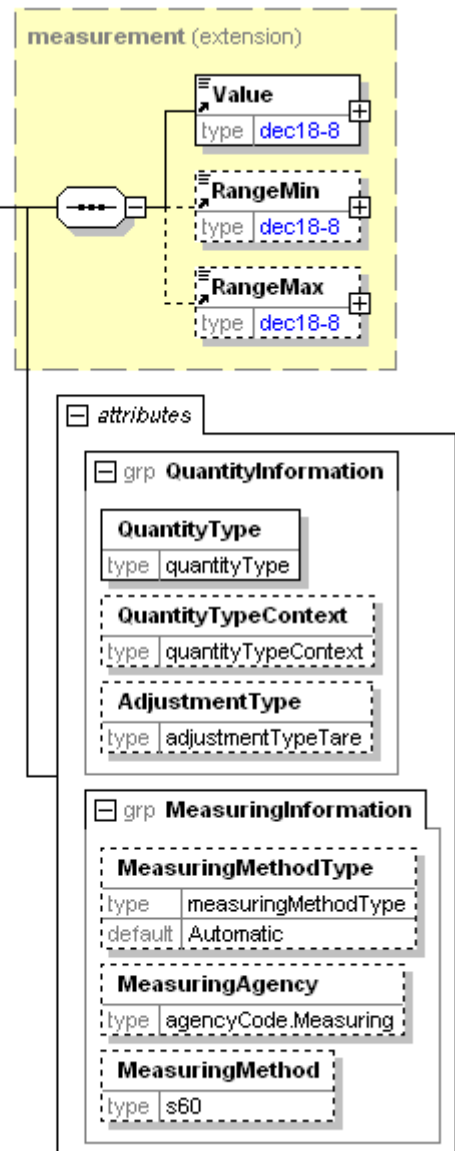 measurement (extension)
Value
type dec18-8
RangeMin
type dec18-8
RangeMax
type dec18-8
attributes
grp QuantityInformation
QuantityType
type quantityType
QuantityTypeContext
type quantityTypeContext
AdjustmentType
type adjustmentTypeTare
grp MeasuringInformation
MeasuringMethodType
type measuringMethodType
default Automatic
MeasuringAgency
type agencyCode.Measuring
MeasuringMethod
type s60